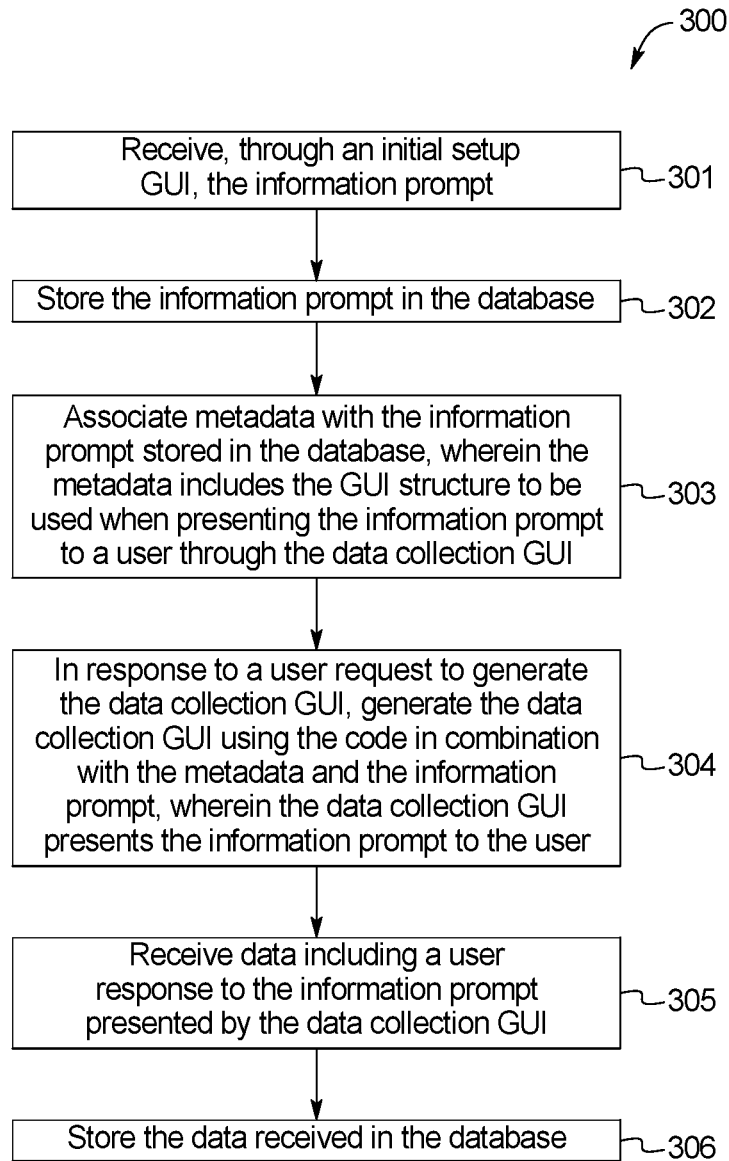 300
Receive, through an initial setup
GUI, the information prompt
301
Store the information prompt in the database
302
Associate metadata with the information
prompt stored in the database, wherein the
metadata includes the GUI structure to be
used when presenting the information prompt
to a user through the data collection GUI
303
In response to a user request to generate
the data collection GUI, generate the data
collection GUI using the code in combination
with the metadata and the information
prompt, wherein the data collection GUI
presents the information prompt to the user
304
Receive data including a user
response to the information prompt
presented by the data collection GUI
305
Store the data received in the database
306